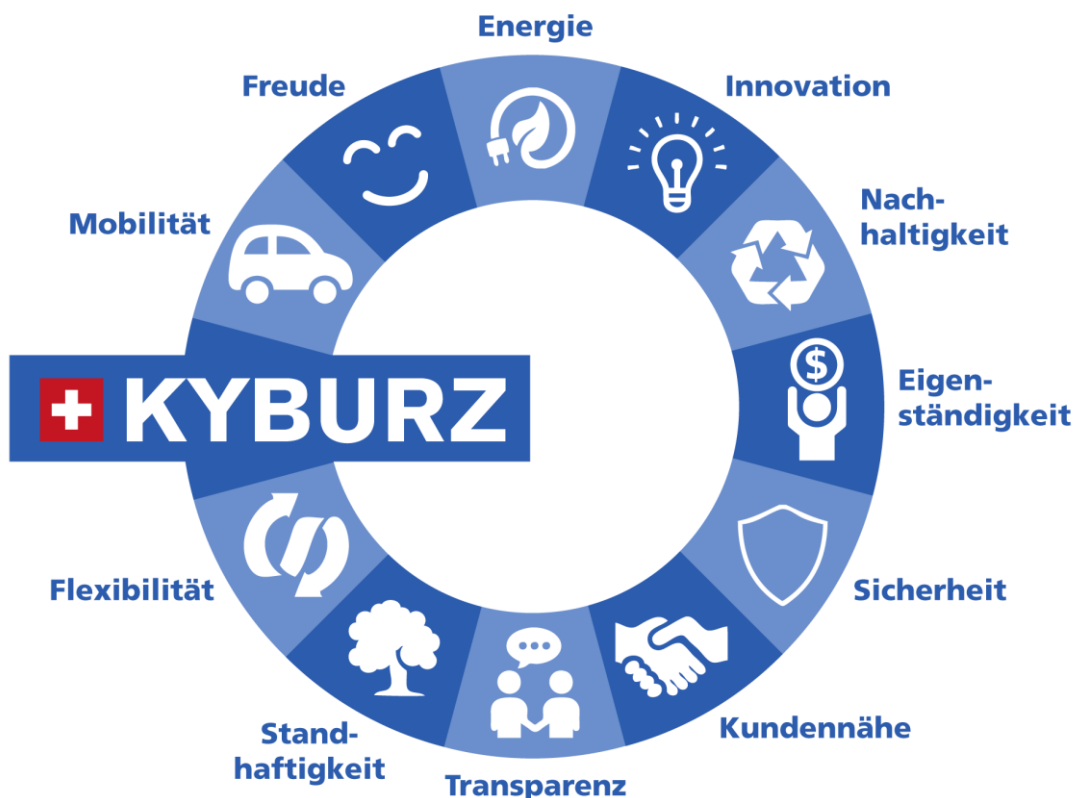 Energie
Freude
Innovation
Mobilität
Nach-
haltigkeit
$
KYBURZ
Eigen-
ständigkeit
Flexibilität
Sicherheit
Stand-
haftigkeit
Kundennähe
Transparenz